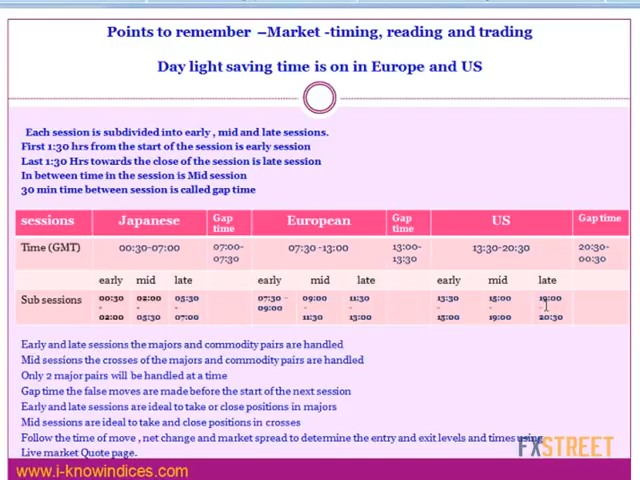 Points to remember –Market -timing, reading and trading
Day light saving time is on in Europe and US
Each session is subdivided into early , mid and late sessions.
First 1:30 hrs from the start of the session is early session
Last 1:30 Hrs towards the close of the session is late session
In between time in the session is Mid session
30 min time between session is called gap time
sessions Japanese Gap time European Gap time US Gap time
Time (GMT) 00:30-07:00 07:00-07:30 07:30 -13:00 13:00-13:30 13:30-20:30 20:30-00:30
early mid late early mid late early mid late
Sub sessions 00:30 - 02:00 02:00 - 05:30 05:30 - 07:00 07:30 - 09:00 09:00 - 11:30 11:30 - 13:00 13:30 - 15:00 15:00 - 19:00 19:00 - 20:30
Early and late sessions the majors and commodity pairs are handled
Mid sessions the crosses of the majors and commodity pairs are handled
Only 2 major pairs will be handled at a time
Gap time the false moves are made before the start of the next session
Early and late sessions are ideal to take or close positions in majors
Mid sessions are ideal to take and close positions in crosses
Follow the time of move , net change and market spread to determine the entry and exit levels and times using
Live market Quote page.
FXSTREET
www.i-knowindices.com